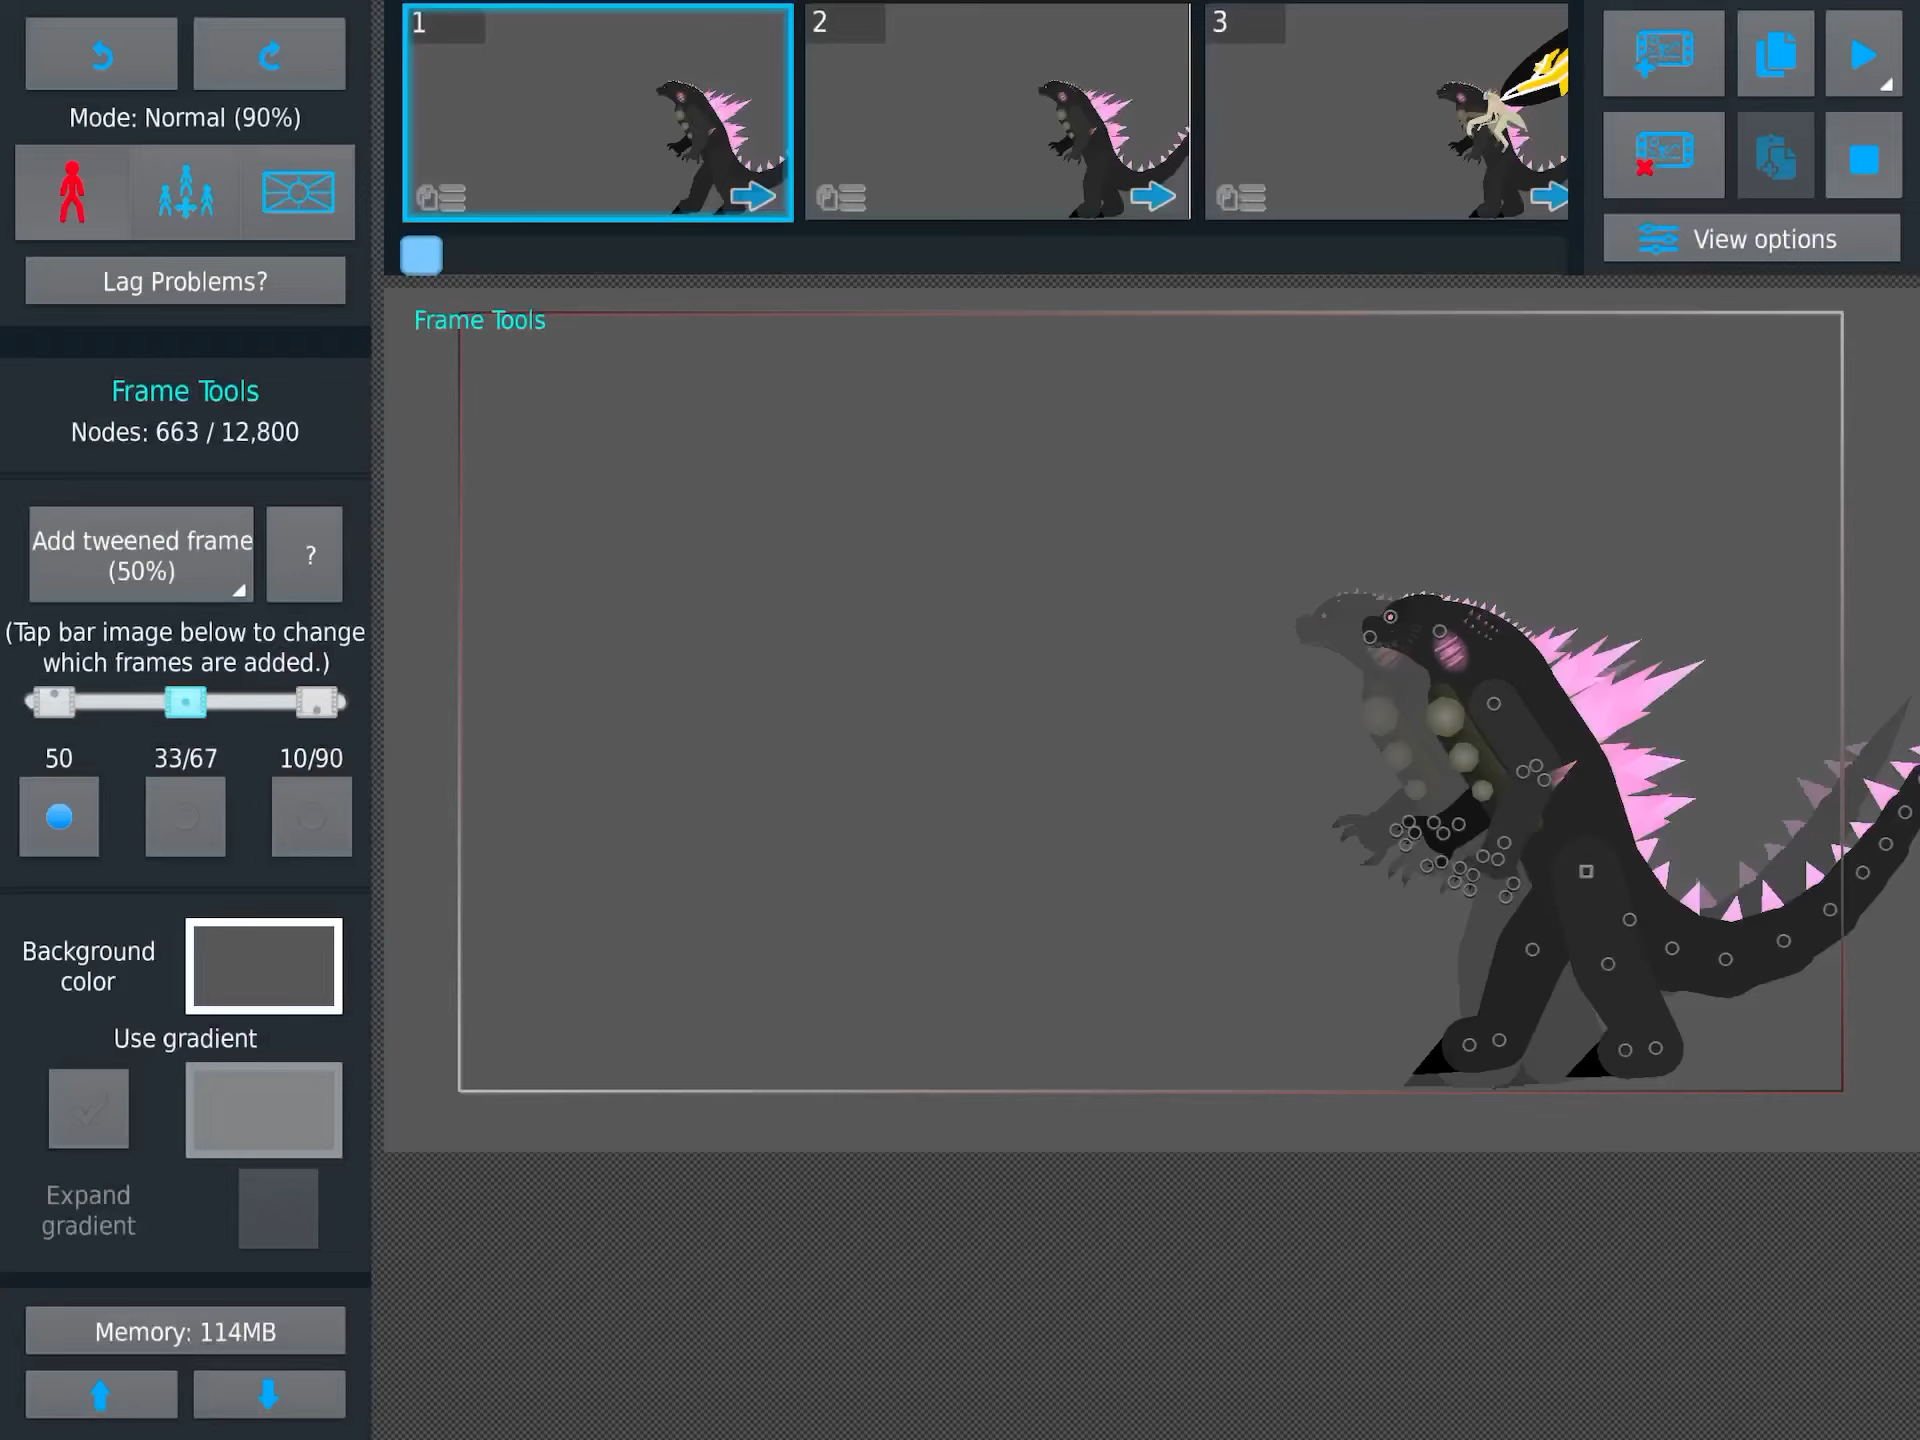 Mode: Normal (90%)
Lag Problems?
Frame Tools
Nodes: 663 / 12,800
Add tweened frame
(50%)
?
(Tap bar image below to change
which frames are added.)
50 33/67 10/90
Background
color
Use gradient
Expand
gradient
Memory: 114MB
1
2
3
View options
Frame Tools